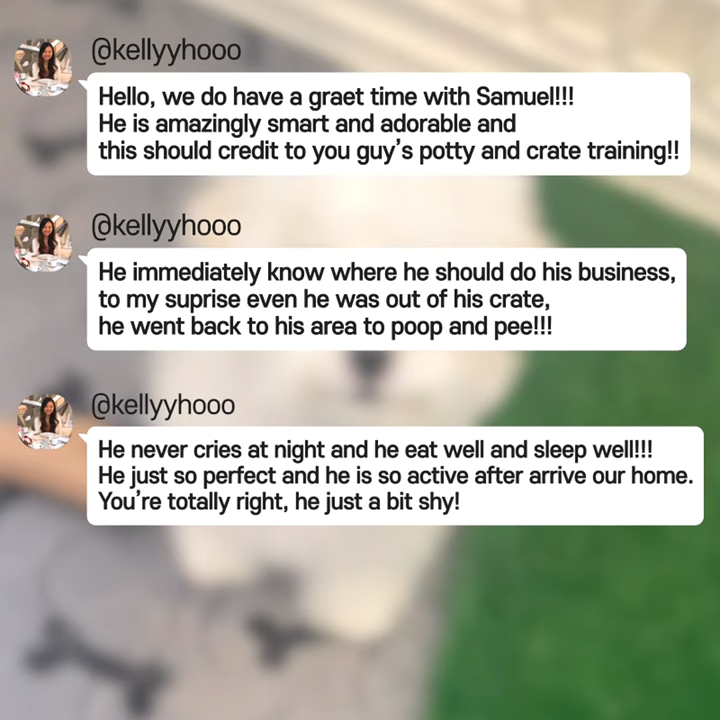 @kellyyhooo
Hello, we do have a graet time with Samuel!!!
He is amazingly smart and adorable and
this should credit to you guy's potty and crate training!!
@kellyyhooo
He immediately know where he should do his business,
to my suprise even he was out of his crate,
he went back to his area to poop and pee!!!
@kellyyhooo
He never cries at night and he eat well and sleep well!!!
He just so perfect and he is so active after arrive our home.
You're totally right, he just a bit shy!